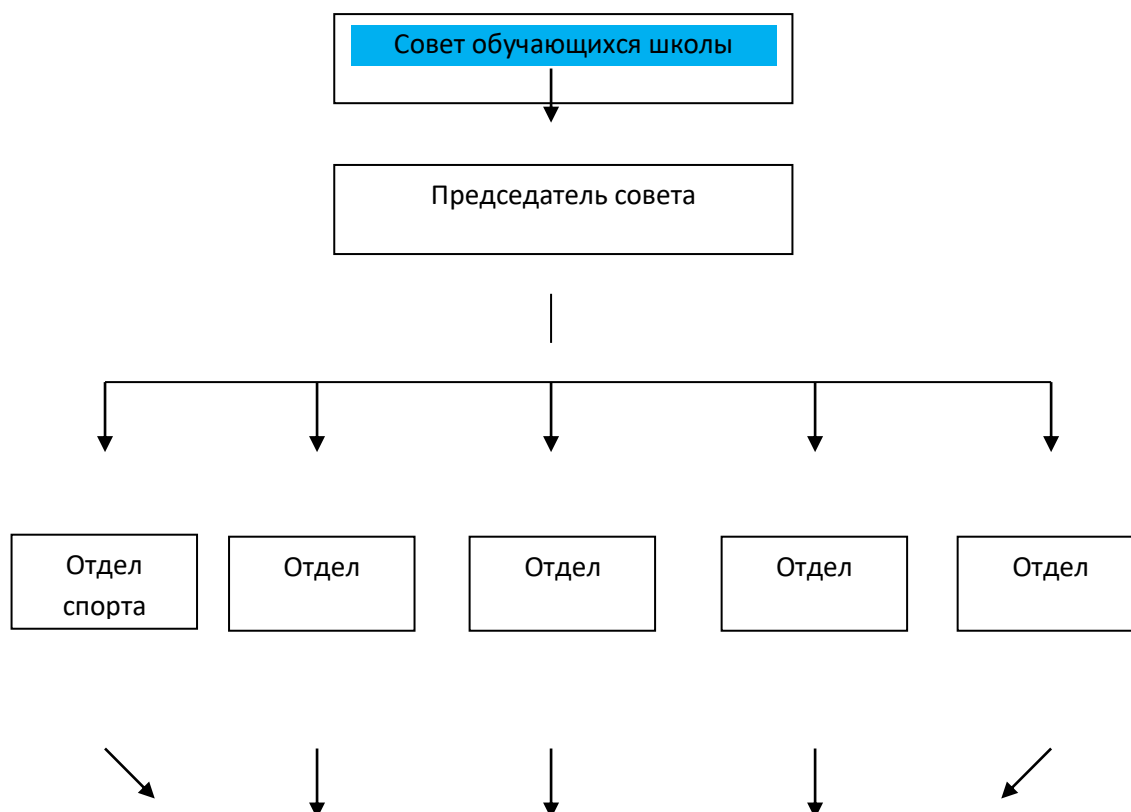 Совет обучающихся школы
Председатель совета
Отдел
спорта
Отдел
Отдел
Отдел
Отдел